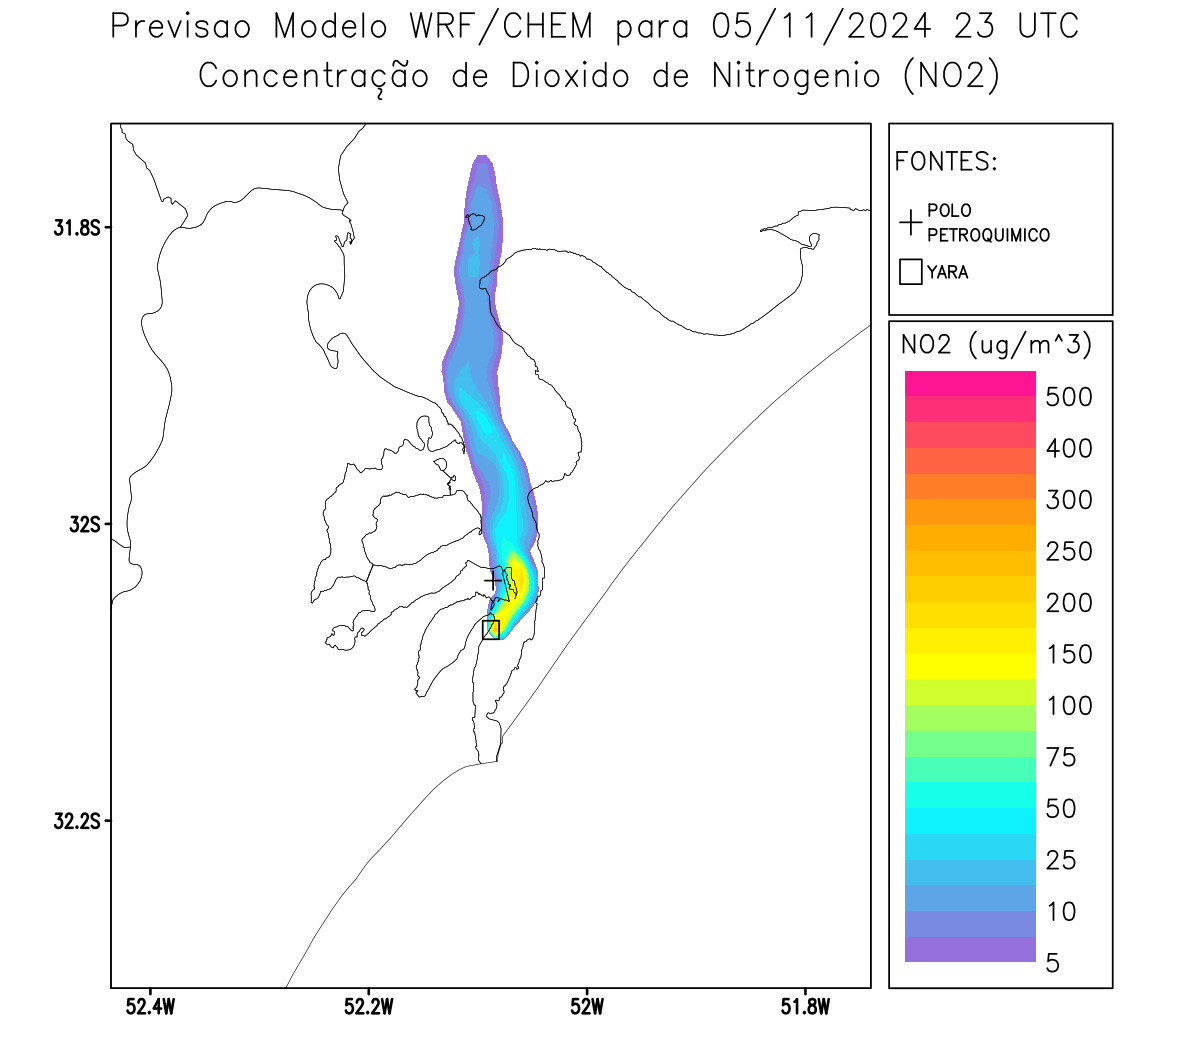 Previsao Modelo WRF/CHEM para 05/11/2024 23 UTC
Concentração de Dioxido de Nitrogenio (NO2)
FONTES:
POLO
PETROQUIMICO
YARA
NO2 (ug/m^3)
500
400
300
250
200
150
100
75
50
25
10
5
31.8S
32S
32.2S
52.4W
52.2W
52W
51.8W